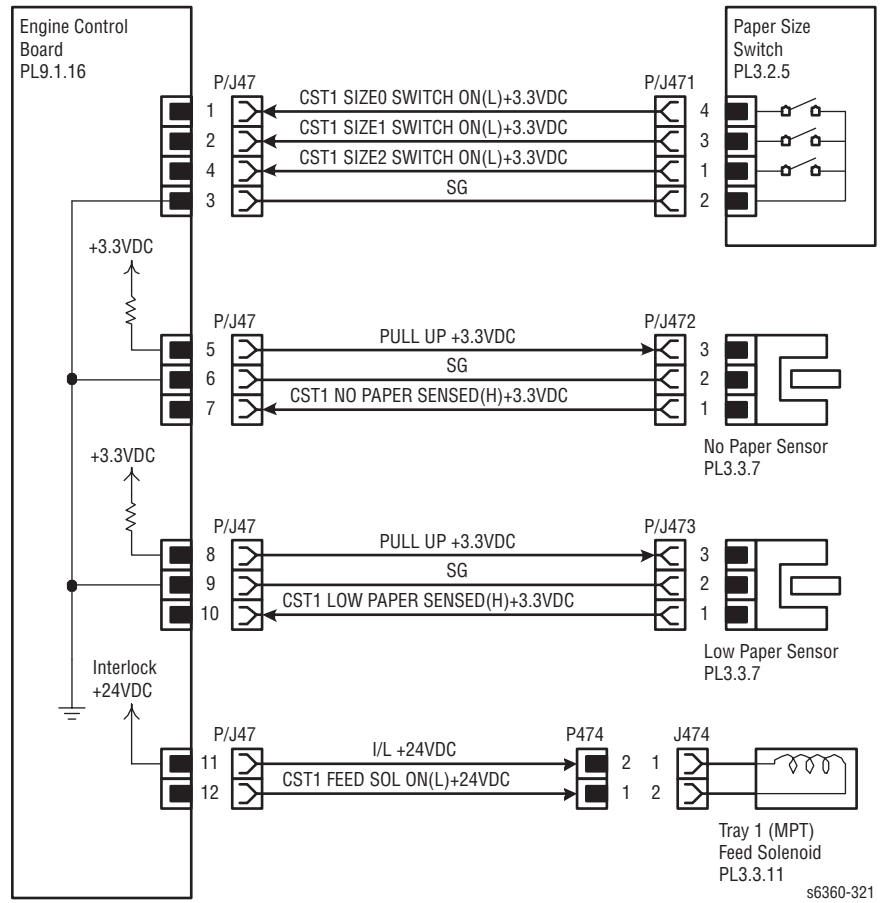 Engine Control
Board
PL9.1.16
Paper Size
Switch
PL3.2.5
P/J47
P/J471
1 CST1 SIZE0 SWITCH ON(L)+3.3VDC 4
2 CST1 SIZE1 SWITCH ON(L)+3.3VDC 3
4 CST1 SIZE2 SWITCH ON(L)+3.3VDC 1
3 SG 2
+3.3VDC
P/J47
P/J472
5 PULL UP +3.3VDC 3
6 SG 2
7 CST1 NO PAPER SENSED(H)+3.3VDC 1
No Paper Sensor
PL3.3.7
+3.3VDC
P/J47
P/J473
8 PULL UP +3.3VDC 3
9 SG 2
10 CST1 LOW PAPER SENSED(H)+3.3VDC 1
Low Paper Sensor
PL3.3.7
Interlock
+24VDC
P/J47
P474
J474
11 I/L +24VDC 2 1
12 CST1 FEED SOL ON(L)+24VDC 1 2
Tray 1 (MPT)
Feed Solenoid
PL3.3.11
s6360-321